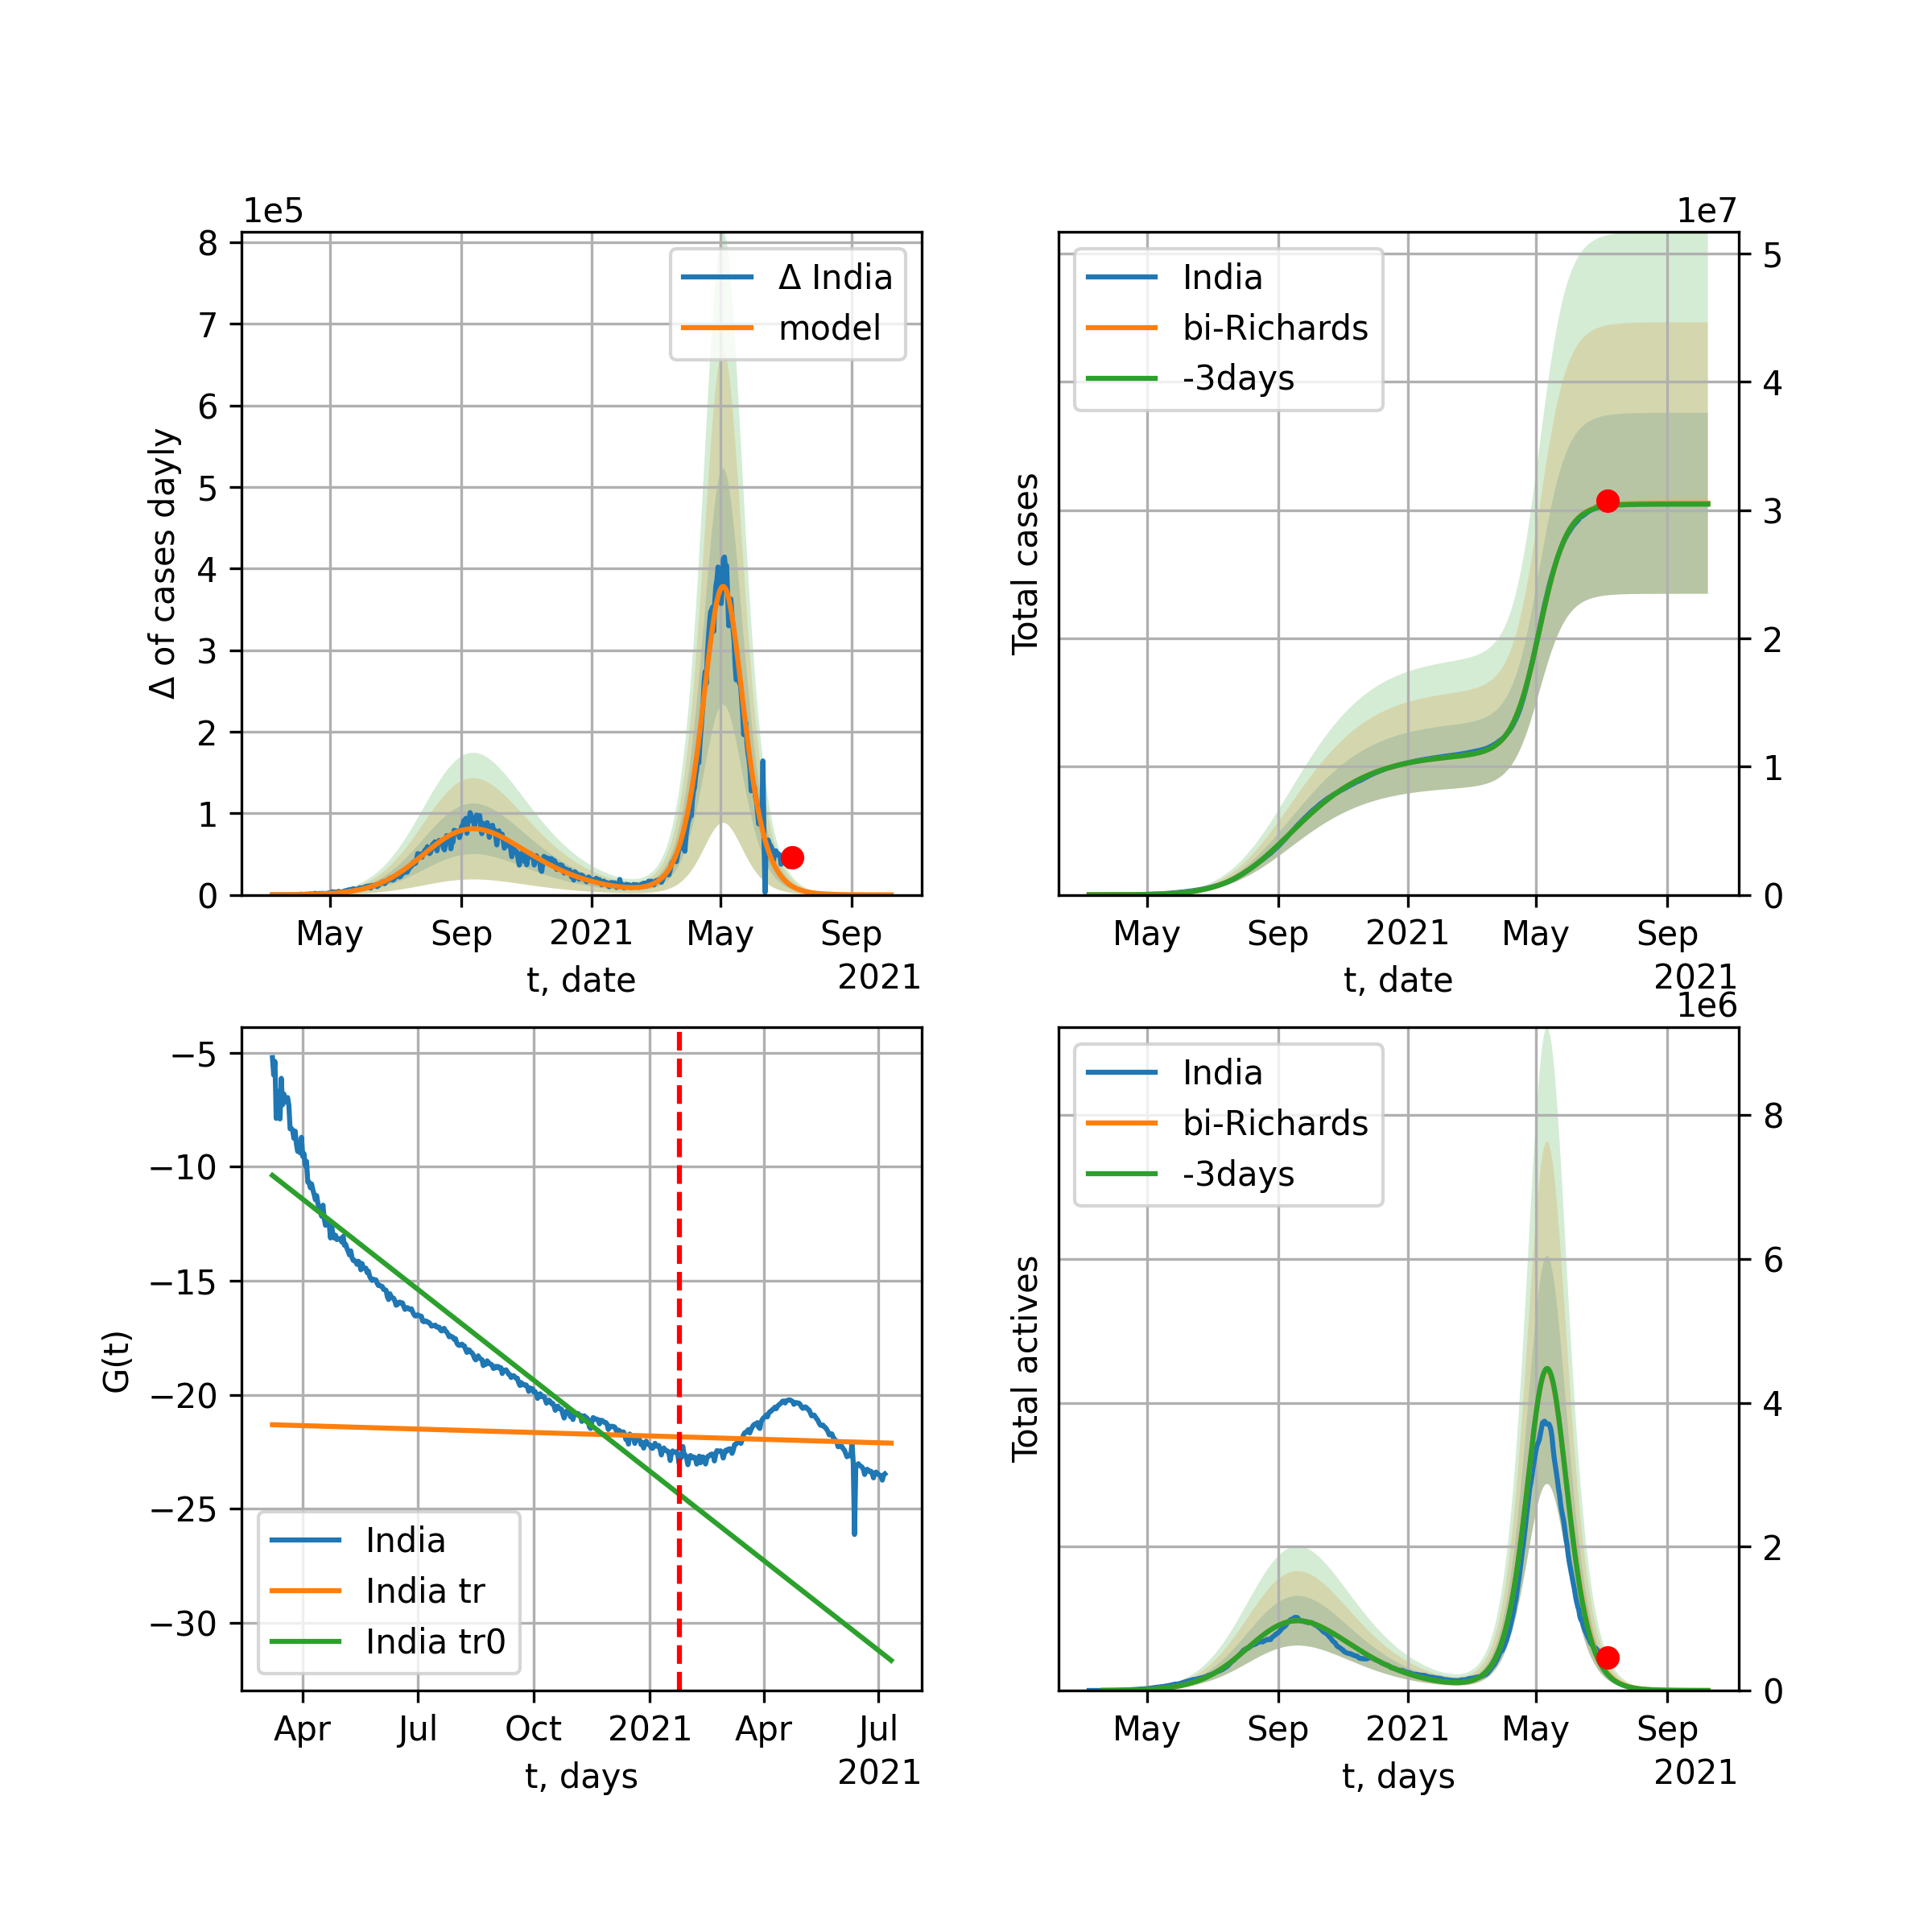 1e5
8
7
6
5
4
3
2
1
0
Δ of cases dayly
Δ India
model
May
Sep
2021
May
Sep
t, date
2021
1e7
5
4
3
2
1
0
Total cases
India
bi-Richards
-3days
May
Sep
2021
May
Sep
t, date
2021
−5
−10
−15
−20
−25
−30
G(t)
India
India tr
India tr0
Apr
Jul
Oct
2021
Apr
Jul
t, days
2021
1e6
8
6
4
2
0
Total actives
India
bi-Richards
-3days
May
Sep
2021
May
Sep
t, days
2021